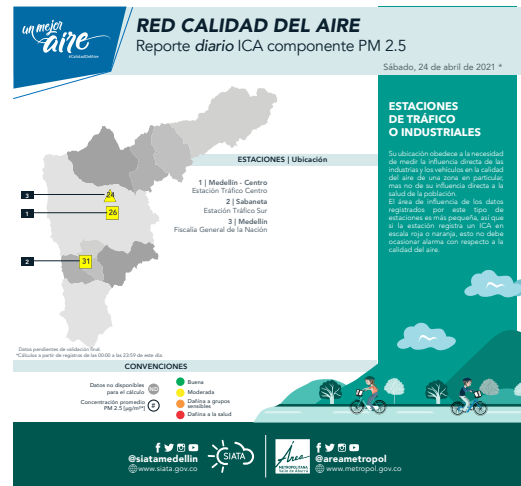 un mejor
aire
#CalidadDelAire
RED CALIDAD DEL AIRE
Reporte diario ICA componente PM 2.5
Sábado, 24 de abril de 2021 *
ESTACIONES
DE TRÁFICO
O INDUSTRIALES
Su ubicación obedece a la necesidad
de medir la influencia directa de las
industrias y los vehículos en la calidad
del aire de una zona en particular,
mas no de su influencia directa a la
salud de la población.
El área de influencia de los datos
registrados por este tipo de
estaciones es más pequeña, así que
si la estación registra un ICA en
escala roja o naranja, esto no debe
ocasionar alarma con respecto a la
calidad del aire.
ESTACIONES | Ubicación
1 | Medellín - Centro
Estación Tráfico Centro
2 | Sabaneta
Estación Tráfico Sur
3 | Medellín
Fiscalía General de la Nación
3
24
1
26
2
31
Datos pendientes de validación final.
*Cálculos a partir de registros de las 00:00 a las 23:59 de este día.
CONVENCIONES
Datos no disponibles
para el cálculo
ND
Concentración promedio
PM 2.5 [µg/m³*]
#
Buena
Moderada
Dañina a grupos
sensibles
Dañina a la salud
@siatamedellin
www.siata.gov.co
SIATA
Área
METROPOLITANA
Valle de Aburrá
@areametropol
www.metropol.gov.co